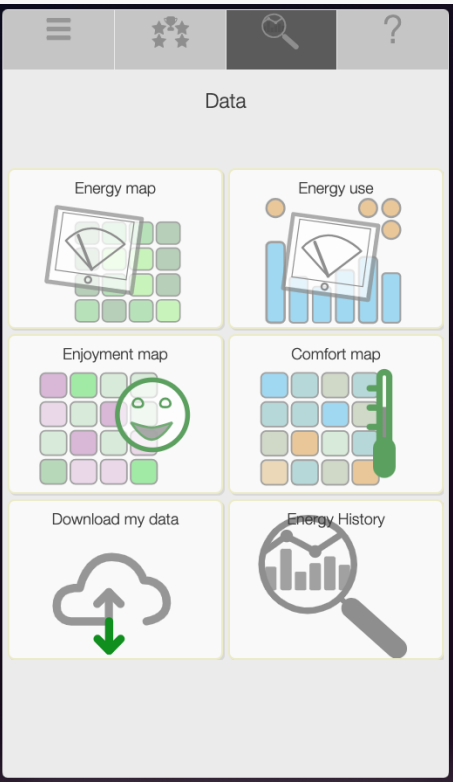 ?
Data
Energy map
Energy use
Enjoyment map
Comfort map
Download my data
Energy History